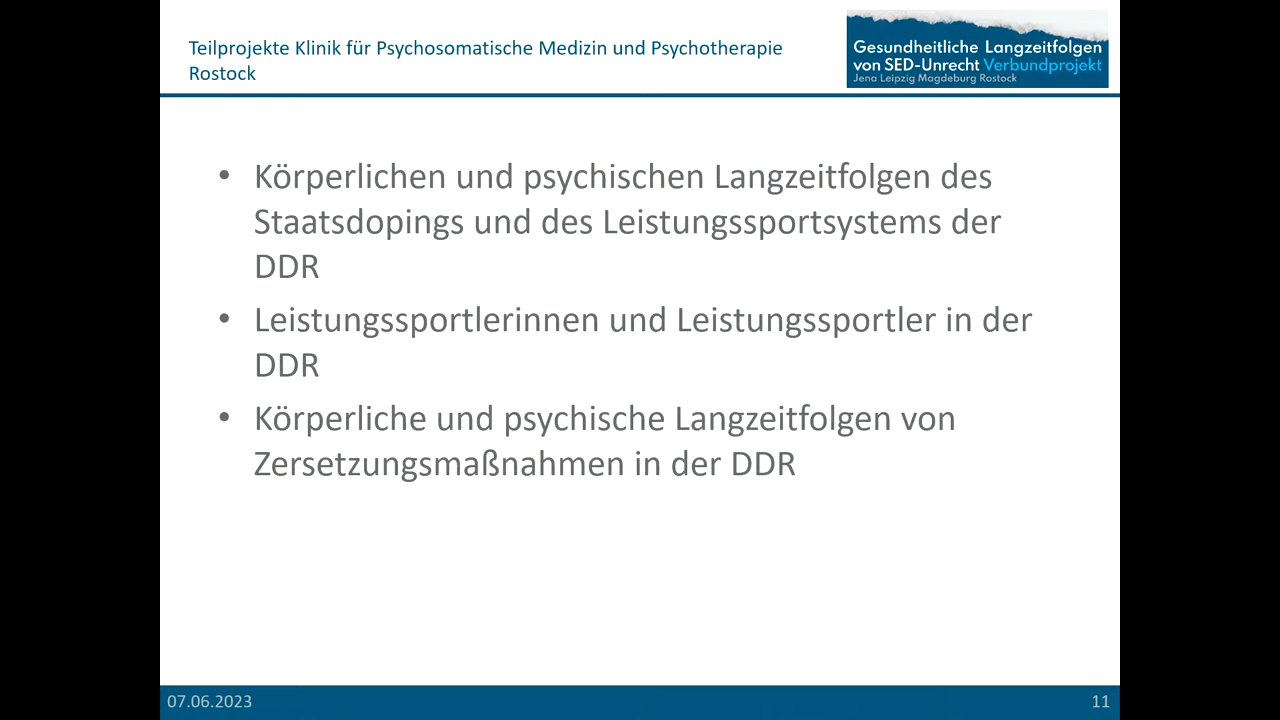 Teilprojekte Klinik für Psychosomatische Medizin und Psychotherapie
Rostock
Gesundheitliche Langzeitfolgen
von SED-Unrecht Verbundprojekt
Jena Leipzig Magdeburg Rostock
• Körperlichen und psychischen Langzeitfolgen des
Staatsdopings und des Leistungssportsystems der
DDR
• Leistungssportlerinnen und Leistungssportler in der
DDR
• Körperliche und psychische Langzeitfolgen von
Zersetzungsmaßnahmen in der DDR
07.06.2023
11